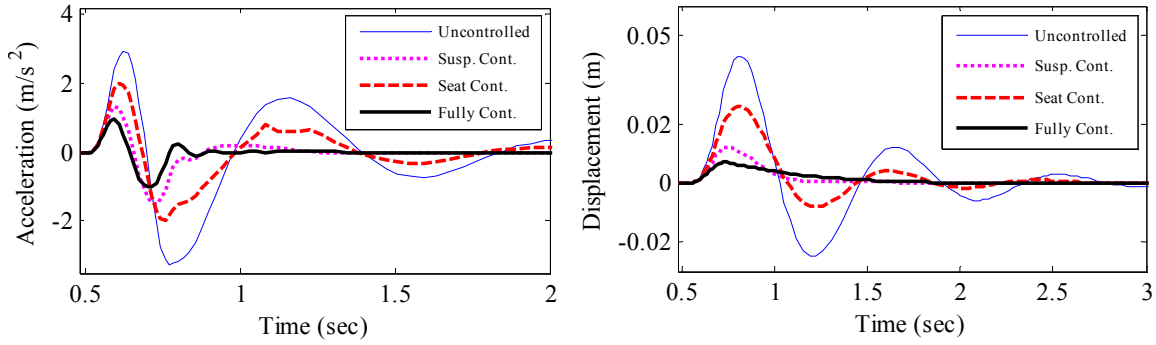 Acceleration (m/s ²)
4
2
0
-2
0.5 1 1.5 2
Time (sec)
Uncontrolled
Susp. Cont.
Seat Cont.
Fully Cont.
Displacement (m)
0.05
0.02
0
-0.02
0.5 1 1.5 2 2.5 3
Time (sec)
Uncontrolled
Susp. Cont.
Seat Cont.
Fully Cont.